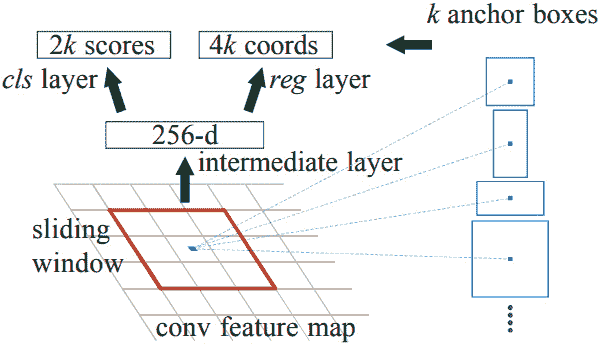 k anchor boxes
2k scores
4k coords
cls layer
reg layer
256-d
intermediate layer
sliding
window
conv feature map